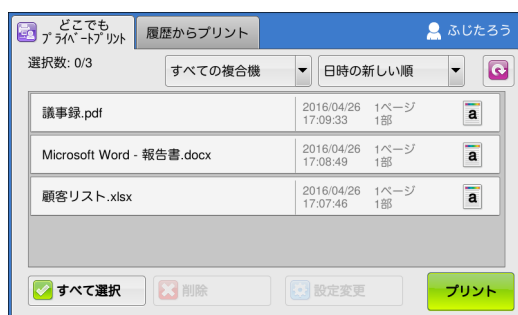 どこでも
プライベートプリント
履歴からプリント
ふじたろう
選択数: 0/3
すべての複合機
日時の新しい順
議事録.pdf
2016/04/26 1ページ
17:09:33 1部
a
Microsoft Word - 報告書.docx
2016/04/26 1ページ
17:08:49 1部
a
顧客リスト.xlsx
2016/04/26 1ページ
17:07:46 1部
a
すべて選択
削除
設定変更
プリント